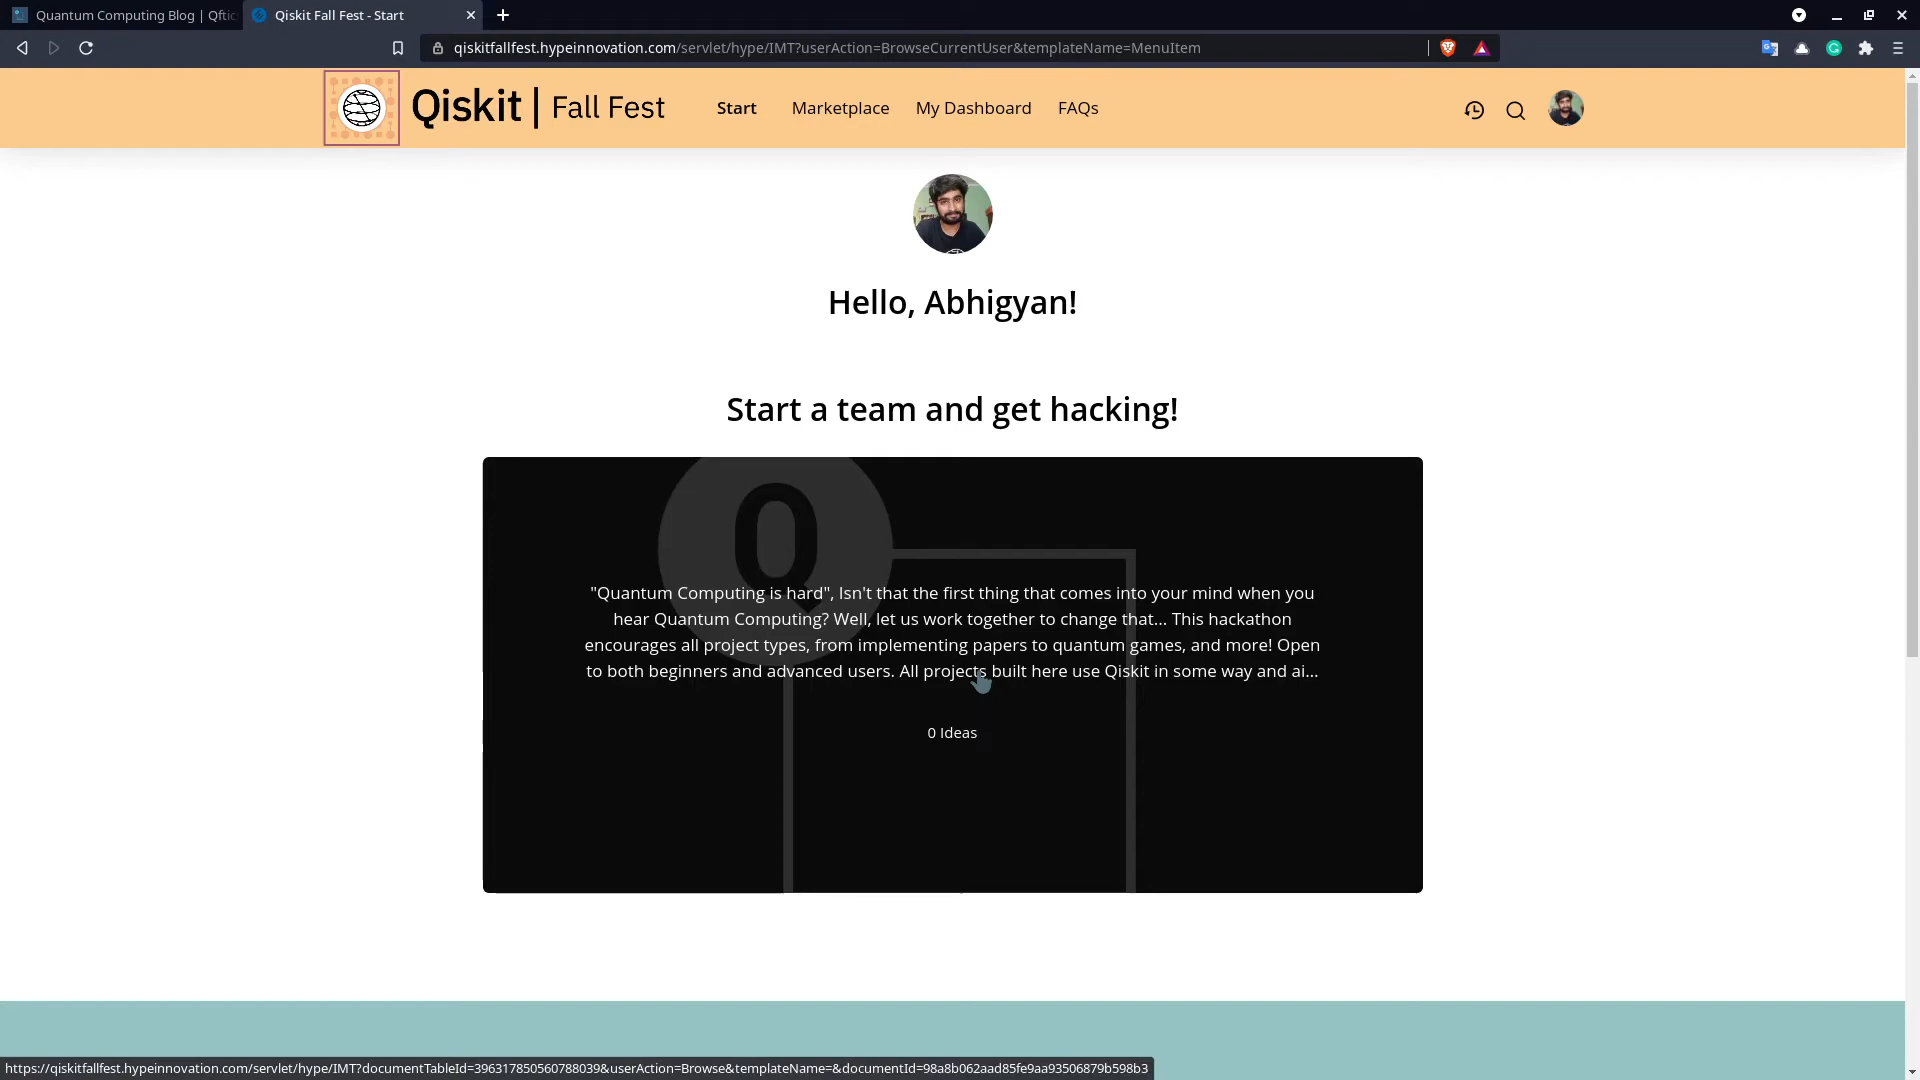 Quantum Computing Blog | Qftic
Qiskit Fall Fest - Start
qiskitfallfest.hypeinnovation.com/servlet/hype/IMT?userAction=BrowseCurrentUser&templateName=MenuItem
Qiskit | Fall Fest
Start
Marketplace
My Dashboard
FAQs
Hello, Abhigyan!
Start a team and get hacking!
Q
"Quantum Computing is hard", Isn't that the first thing that comes into your mind when you
hear Quantum Computing? Well, let us work together to change that... This hackathon
encourages all project types, from implementing papers to quantum games, and more! Open
to both beginners and advanced users. All projects built here use Qiskit in some way and ai...
0 Ideas
https://qiskitfallfest.hypeinnovation.com/servlet/hype/IMT?documentTableId=396317850560788039&userAction=Browse&templateName=&documentId=98a8b062aad85fe9aa93506879b598b3